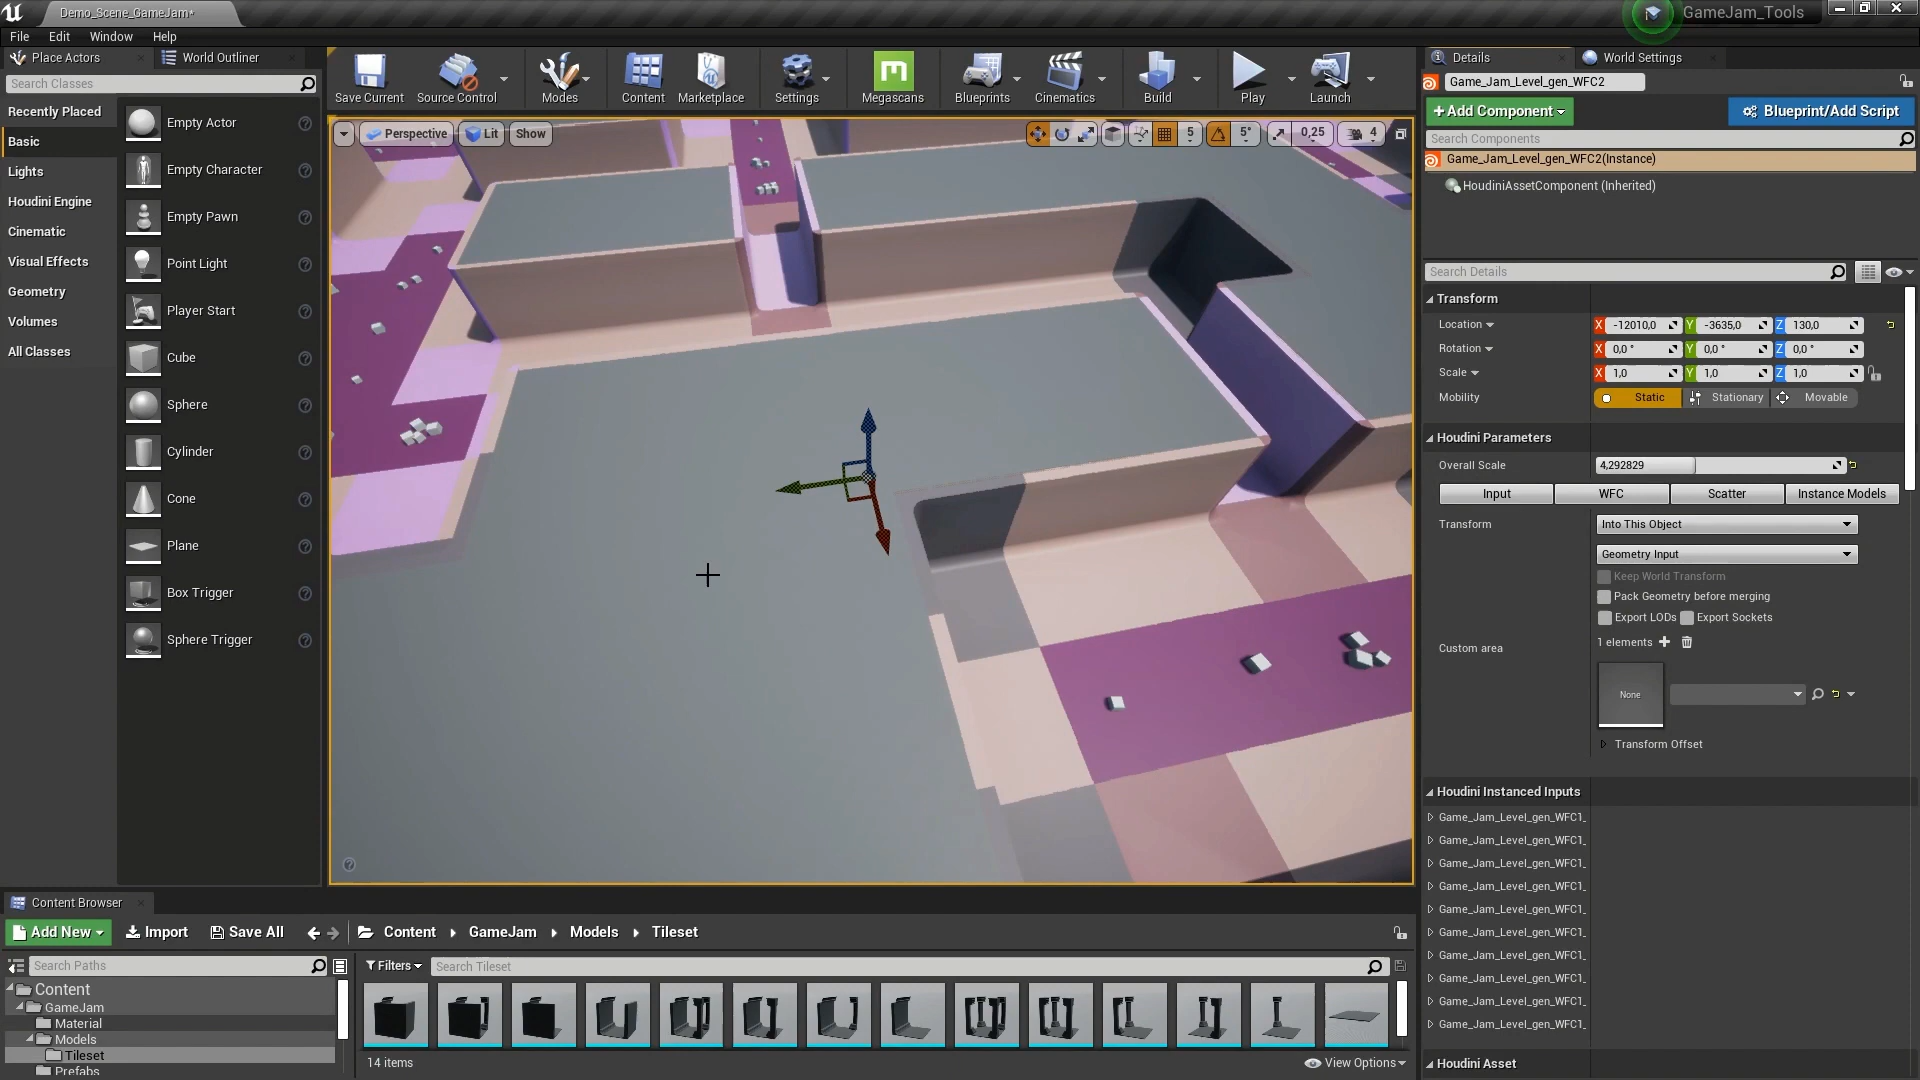 Demo_Scene_GameJam*
GameJam_Tools
File Edit Window Help
Place Actors World Outliner
Search Classes
Recently Placed
Basic
Lights
Houdini Engine
Cinematic
Visual Effects
Geometry
Volumes
All Classes
Empty Actor
Empty Character
Empty Pawn
Point Light
Player Start
Cube
Sphere
Cylinder
Cone
Plane
Box Trigger
Sphere Trigger
Save Current Source Control Modes Content Marketplace Settings Megascans Blueprints Cinematics Build Play Launch
Perspective Lit Show 5 5° 0,25 4
Details World Settings
Game_Jam_Level_gen_WFC2
+Add Component Blueprint/Add Script
Search Components
Game_Jam_Level_gen_WFC2(Instance)
HoudiniAssetComponent (Inherited)
Search Details
Transform
Location X -12010,0 Y -3635,0 Z 130,0
Rotation X 0,0 ° Y 0,0 ° Z 0,0 °
Scale X 1,0 Y 1,0 Z 1,0
Mobility Static Stationary Movable
Houdini Parameters
Overall Scale 4,292829
Input WFC Scatter Instance Models
Transform Into This Object
Geometry Input
Keep World Transform
Pack Geometry before merging
Export LODs Export Sockets
1 elements
Custom area
None
Transform Offset
Houdini Instanced Inputs
Game_Jam_Level_gen_WFC1_
Game_Jam_Level_gen_WFC1_
Game_Jam_Level_gen_WFC1_
Game_Jam_Level_gen_WFC1_
Game_Jam_Level_gen_WFC1_
Game_Jam_Level_gen_WFC1_
Game_Jam_Level_gen_WFC1_
Game_Jam_Level_gen_WFC1_
Game_Jam_Level_gen_WFC1_
Game_Jam_Level_gen_WFC1_
Houdini Asset
Content Browser
Add New Import Save All Content GameJam Models Tileset
Search Paths
Filters Search Tileset
Content
GameJam
Material
Models
Tileset
Prefabs
14 items View Options